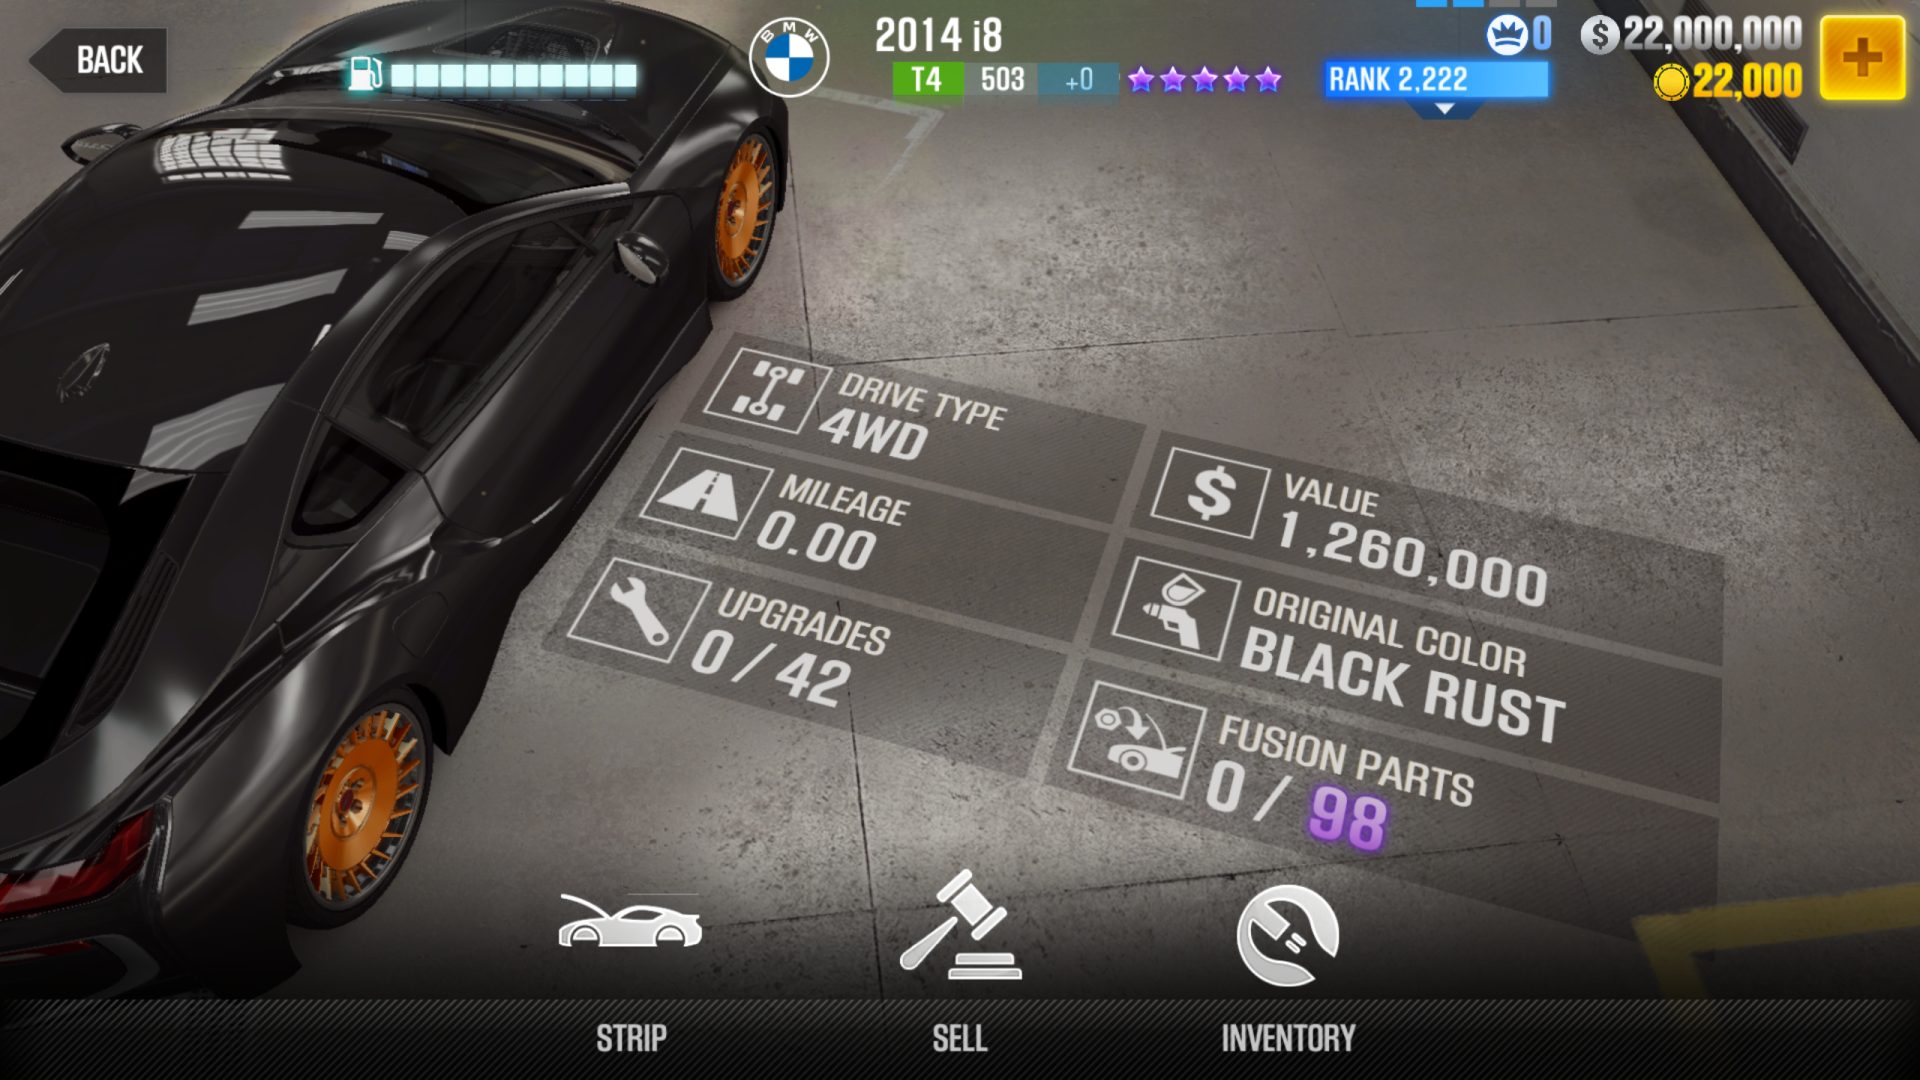 BACK
BMW
2014 i8
T4 503 +0
RANK 2,222
0
$ 22,000,000
22,000
DRIVE TYPE
4WD
MILEAGE
0.00
UPGRADES
0 / 42
$ VALUE
1,260,000
ORIGINAL COLOR
BLACK RUST
FUSION PARTS
0 / 98
STRIP
SELL
INVENTORY